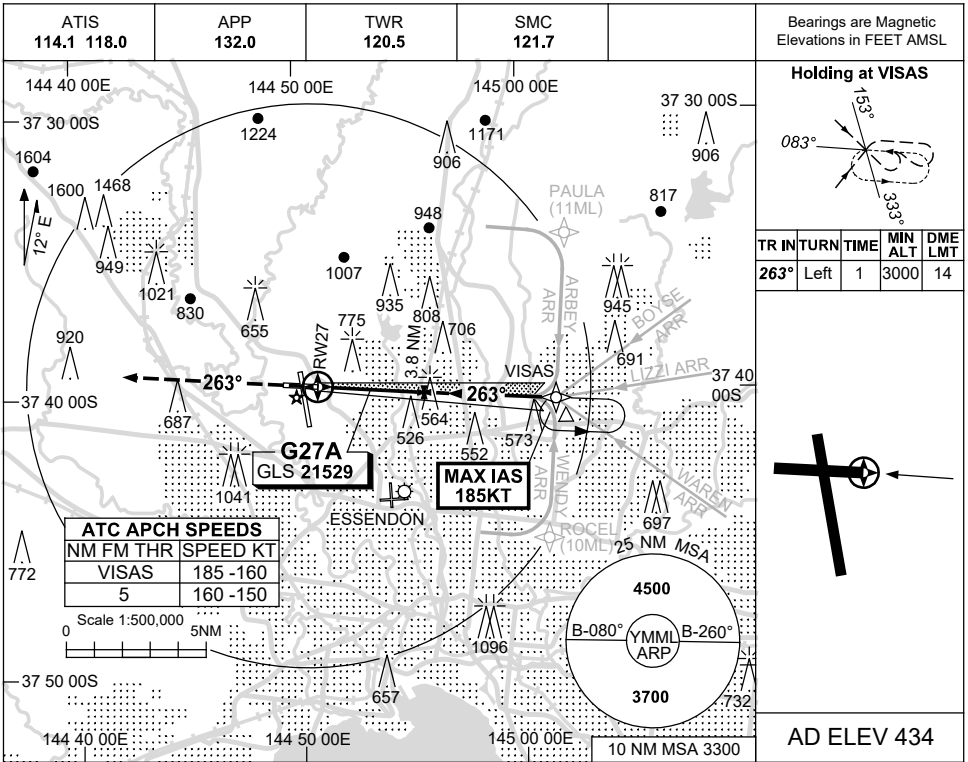 ATIS
114.1 118.0
APP
132.0
TWR
120.5
SMC
121.7
Bearings are Magnetic
Elevations in FEET AMSL
144 40 00E
144 50 00E
145 00 00E
37 30 00S
37 30 00S
1224
1171
906
906
1604
1600
1468
12° E
949
1021
830
655
PAULA
(11ML)
817
948
1007
935
808
775
706
945
ARBEY
ARR
BOYSE
ARR
691
LIZZI ARR
920
RW27
3.8 NM
VISAS
263°
263°
37 40
00S
37 40 00S
687
564
526
552
573
G27A
GLS 21529
MAX IAS
185KT
1041
ESSENDON
WENDY
ARR
WAREN
ARR
697
ROCEL
(10ML)
772
ATC APCH SPEEDS
NM FM THR SPEED KT
VISAS 185 -160
5 160 -150
Scale 1:500,000
0 5NM
25 NM MSA
4500
B-080°
YMML
ARP
B-260°
3700
1096
657
732
37 50 00S
144 40 00E
144 50 00E
145 00 00E
10 NM MSA 3300
Holding at VISAS
153°
083°
333°
TR IN TURN TIME MIN ALT DME LMT
263° Left 1 3000 14
AD ELEV 434